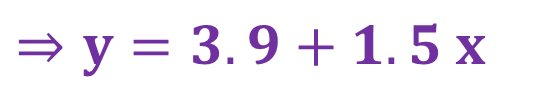 ⇒ y = 3.9 + 1.5 x